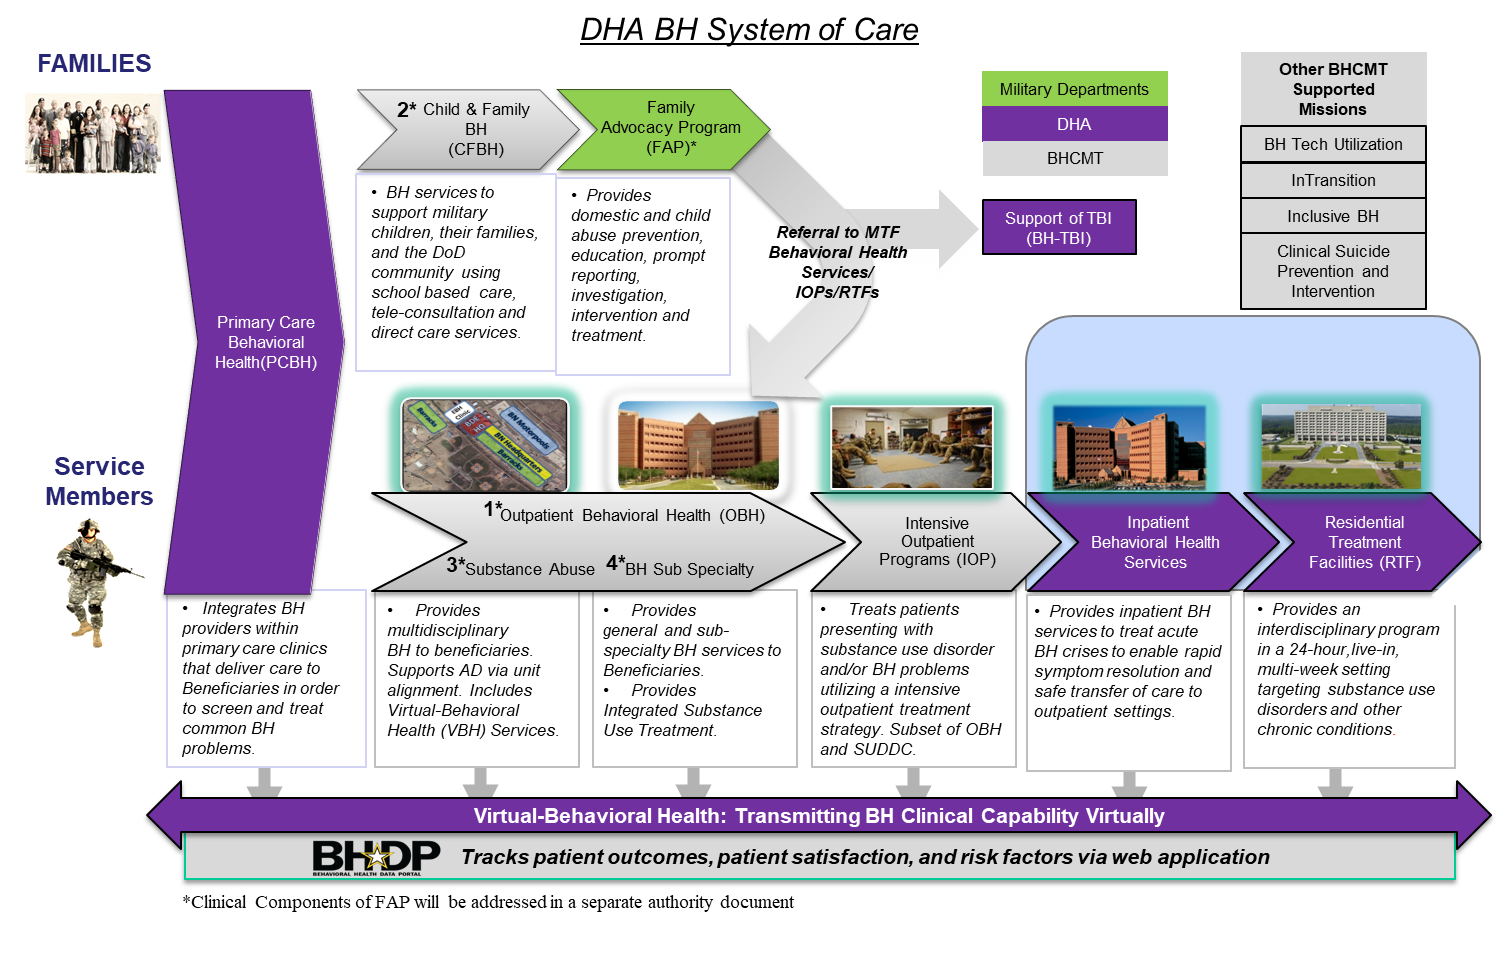 DHA BH System of Care
FAMILIES
Service
Members
Primary Care
Behavioral
Health(PCBH)
2* Child & Family
BH
(CFBH)
Family
Advocacy Program
(FAP)*
• BH services to
support military
children, their families,
and the DoD
community using
school based care,
tele-consultation and
direct care services.
• Provides
domestic and child
abuse prevention,
education, prompt
reporting,
investigation,
intervention and
treatment.
Referral to MTF
Behavioral Health
Services/
IOPs/RTFs
Military Departments
DHA
BHCMT
Support of TBI
(BH-TBI)
Other BHCMT
Supported
Missions
BH Tech Utilization
InTransition
Inclusive BH
Clinical Suicide
Prevention and
Intervention
Barracks
EBH
Clinic
BDE
HQ
BN Motorpools
BN Headquarters
Barracks
1*Outpatient Behavioral Health (OBH)
3*Substance Abuse 4*BH Sub Specialty
Intensive
Outpatient
Programs (IOP)
Inpatient
Behavioral Health
Services
Residential
Treatment
Facilities (RTF)
• Integrates BH
providers within
primary care clinics
that deliver care to
Beneficiaries in order
to screen and treat
common BH
problems.
• Provides
multidisciplinary
BH to beneficiaries.
Supports AD via unit
alignment. Includes
Virtual-Behavioral
Health (VBH) Services.
• Provides
general and sub-
specialty BH services to
Beneficiaries.
• Provides
Integrated Substance
Use Treatment.
• Treats patients
presenting with
substance use disorder
and/or BH problems
utilizing a intensive
outpatient treatment
strategy. Subset of OBH
and SUDDC.
• Provides inpatient BH
services to treat acute
BH crises to enable rapid
symptom resolution and
safe transfer of care to
outpatient settings.
• Provides an
interdisciplinary program
in a 24-hour,live-in,
multi-week setting
targeting substance use
disorders and other
chronic conditions.
Virtual-Behavioral Health: Transmitting BH Clinical Capability Virtually
BHDP
BEHAVIORAL HEALTH DATA PORTAL
Tracks patient outcomes, patient satisfaction, and risk factors via web application
*Clinical Components of FAP will be addressed in a separate authority document